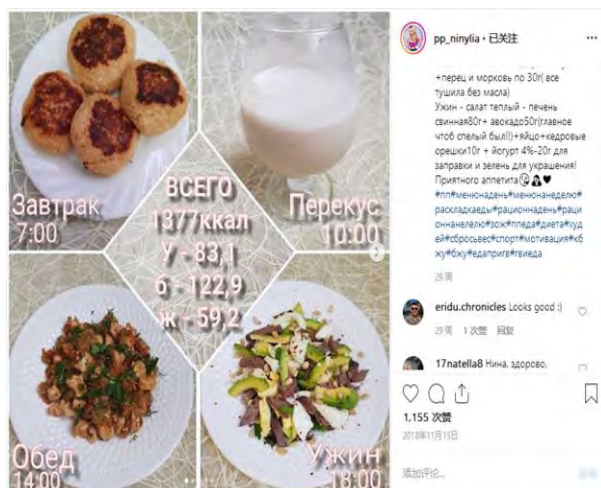 Завтрак
7:00
Перекус
10:00
ВСЕГО
1377ккал
У - 83,1
б - 122,9
ж - 59,2
Обед
14:00
Ужин
18:00
pp_ninylia • 已关注
+перец и морковь по 30г( все
тушила без масла)
Ужин - салат теплый - печень
свинная80г+ авокадо50г(главное
чтоб спелый был!!)+яйцо+кедровые
орешки10г + йогурт 4%-20г для
заправки и зелень для украшения!
Приятного аппетита
#пп#менюнадень#менюнанеделю#
раскладкаеды#рационнадень#раци
оннанелелю#зож#ппеда#диета#худ
ей#сбросьвес#спорт#мотивация#кб
жу#бжу#едапригв#гвиеда
29周
eridu.chronicles Looks good :)
29周 1次赞 回复
17natella8 Нина, здорово,
1,155 次赞
2018年11月15日
添加评论...